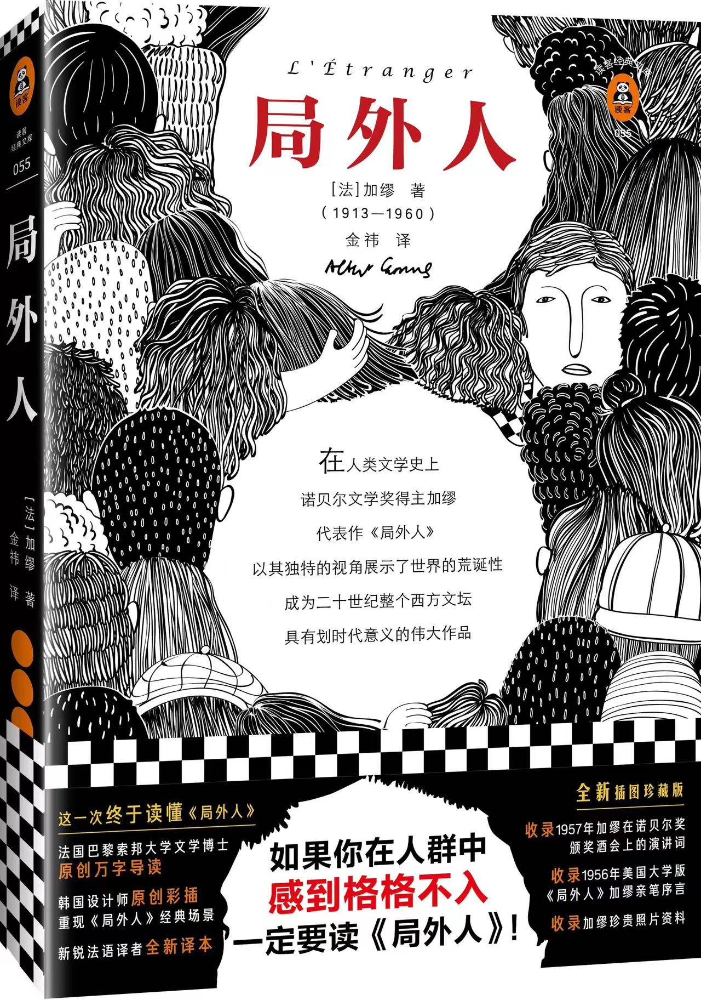 L'Étranger
局外人
[法]加缪 著
(1913—1960)
金祎 译
Albert Camus
读客经典文库
读客
055
在人类文学史上
诺贝尔文学奖得主加缪
代表作《局外人》
以其独特的视角展示了世界的荒诞性
成为二十世纪整个西方文坛
具有划时代意义的伟大作品
这一次终于读懂《局外人》
法国巴黎索邦大学文学博士
原创万字导读
韩国设计师原创彩插
重现《局外人》经典场景
新锐法语译者全新译本
如果你在人群中
感到格格不入
一定要读《局外人》!
全新插图珍藏版
收录1957年加缪在诺贝尔奖
颁奖酒会上的演讲词
收录1956年美国大学版
《局外人》加缪亲笔序言
收录加缪珍贵照片资料
读客
读客
经典文库
055
局外人
[法]加缪 著
金祎 译